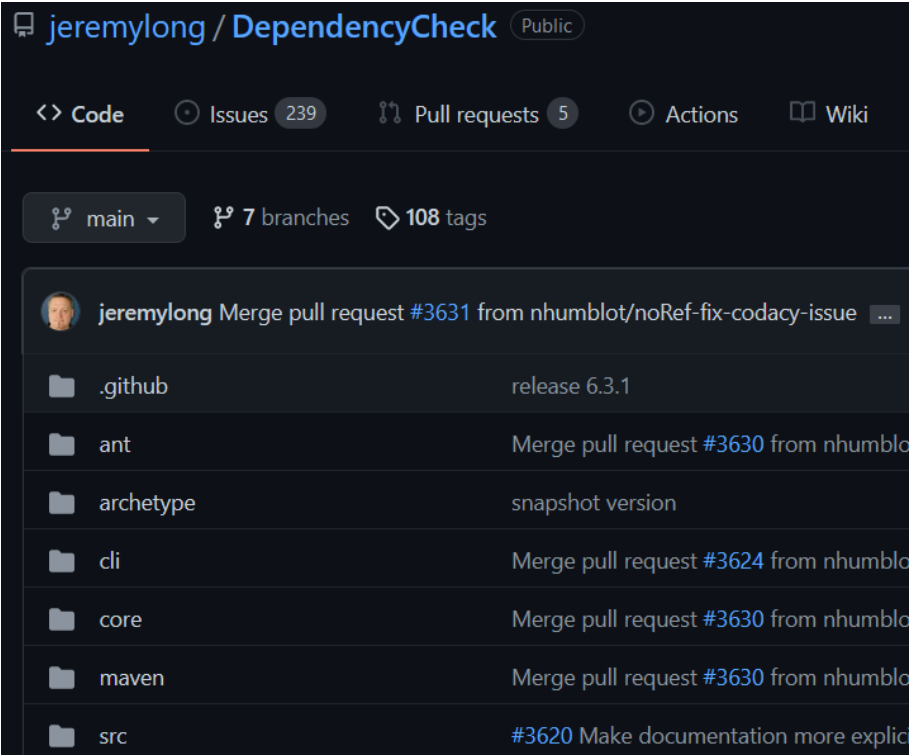 jeremylong / DependencyCheck Public
Code Issues 239 Pull requests 5 Actions Wiki
main 7 branches 108 tags
jeremylong Merge pull request #3631 from nhumblot/noRef-fix-codacy-issue ...
.github release 6.3.1
ant Merge pull request #3630 from nhumblo
archetype snapshot version
cli Merge pull request #3624 from nhumblo
core Merge pull request #3630 from nhumblo
maven Merge pull request #3630 from nhumblo
src #3620 Make documentation more explici